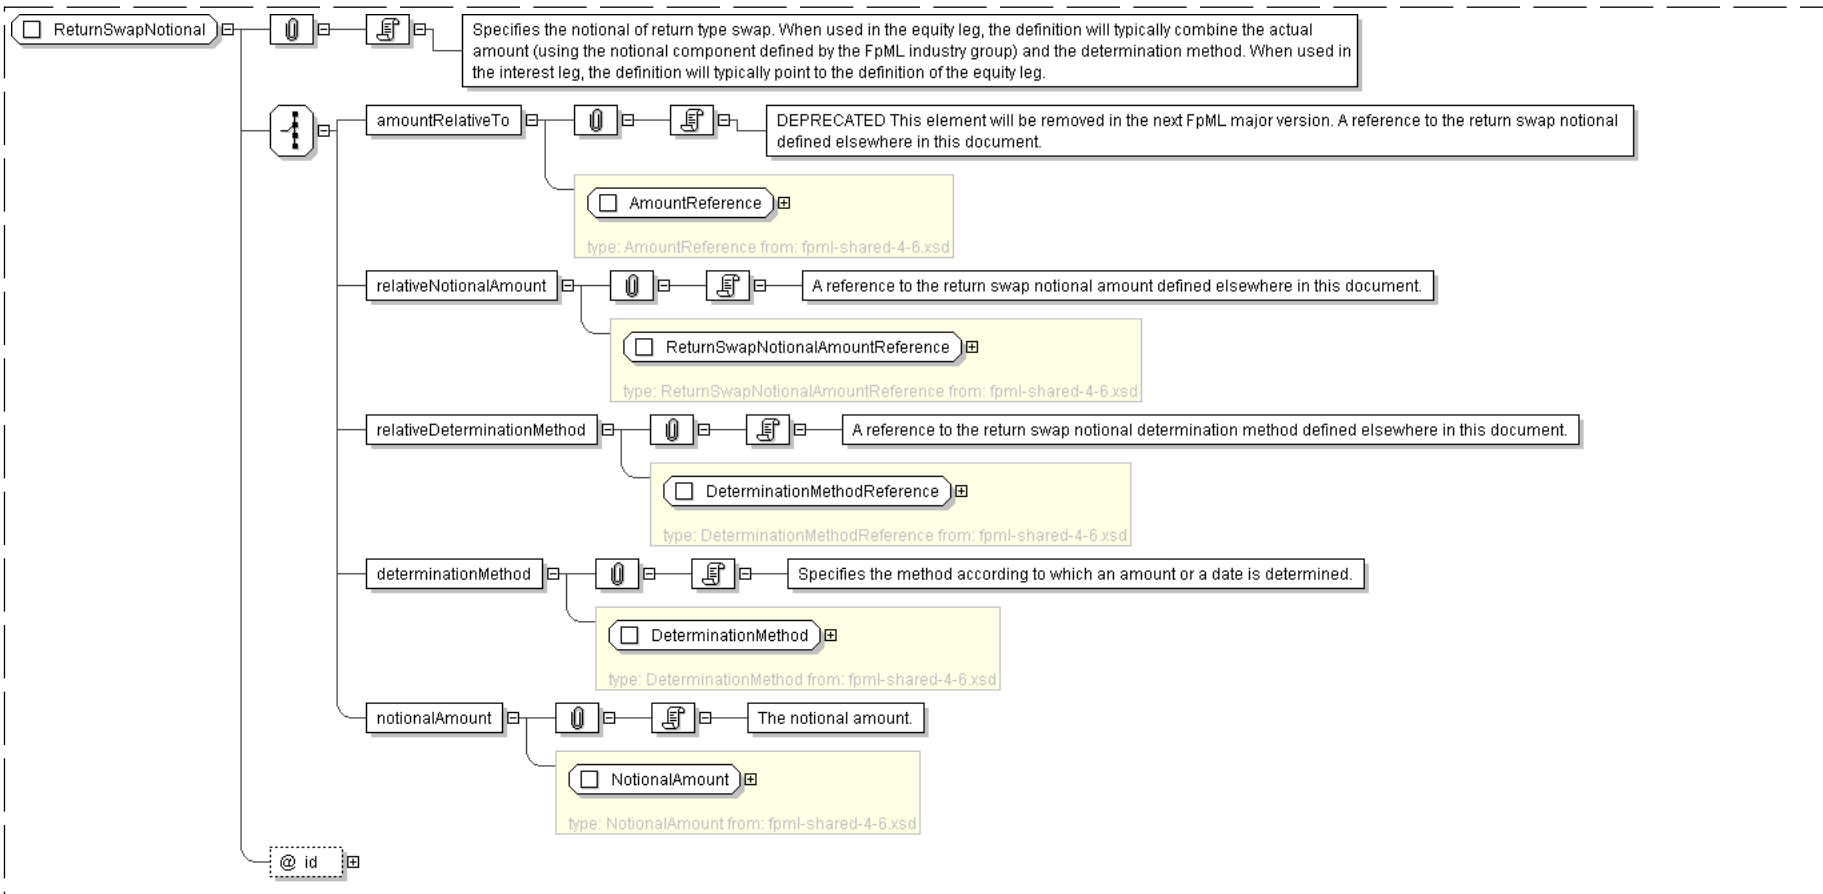 ReturnSwapNotional
Specifies the notional of return type swap. When used in the equity leg, the definition will typically combine the actual
amount (using the notional component defined by the FpML industry group) and the determination method. When used in
the interest leg, the definition will typically point to the definition of the equity leg.
amountRelativeTo
DEPRECATED This element will be removed in the next FpML major version. A reference to the return swap notional
defined elsewhere in this document.
AmountReference
type: AmountReference from: fpml-shared-4-6.xsd
relativeNotionalAmount
A reference to the return swap notional amount defined elsewhere in this document.
ReturnSwapNotionalAmountReference
type: ReturnSwapNotionalAmountReference from: fpml-shared-4-6.xsd
relativeDeterminationMethod
A reference to the return swap notional determination method defined elsewhere in this document.
DeterminationMethodReference
type: DeterminationMethodReference from: fpml-shared-4-6.xsd
determinationMethod
Specifies the method according to which an amount or a date is determined.
DeterminationMethod
type: DeterminationMethod from: fpml-shared-4-6.xsd
notionalAmount
The notional amount.
NotionalAmount
type: NotionalAmount from: fpml-shared-4-6.xsd
@ id